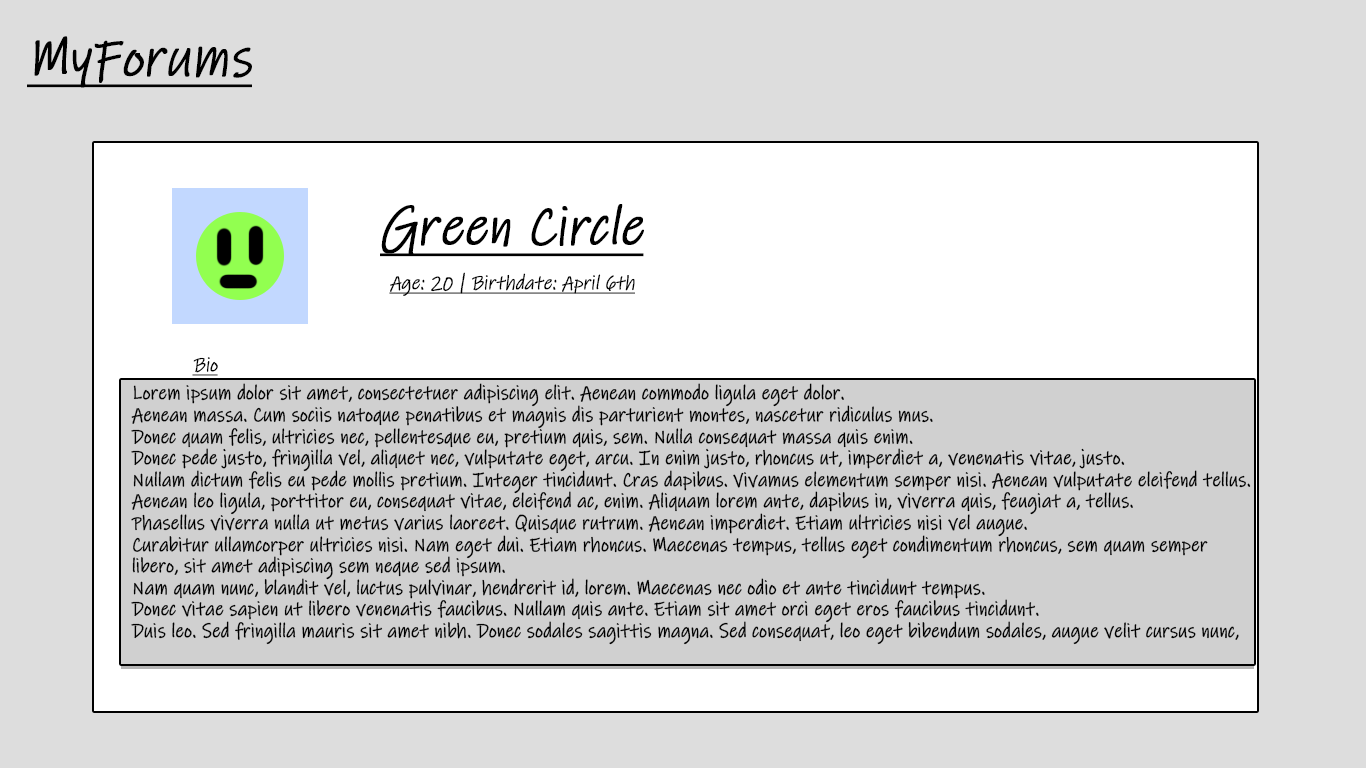 MyForums
Green Circle
Age: 20 | Birthdate: April 6th
Bio
Lorem ipsum dolor sit amet, consectetuer adipiscing elit. Aenean commodo ligula eget dolor.
Aenean massa. Cum sociis natoque penatibus et magnis dis parturient montes, nascetur ridiculus mus.
Donec quam felis, ultricies nec, pellentesque eu, pretium quis, sem. Nulla consequat massa quis enim.
Donec pede justo, fringilla vel, aliquet nec, vulputate eget, arcu. In enim justo, rhoncus ut, imperdiet a, venenatis vitae, justo.
Nullam dictum felis eu pede mollis pretium. Integer tincidunt. Cras dapibus. Vivamus elementum semper nisi. Aenean vulputate eleifend tellus.
Aenean leo ligula, porttitor eu, consequat vitae, eleifend ac, enim. Aliquam lorem ante, dapibus in, viverra quis, feugiat a, tellus.
Phasellus viverra nulla ut metus varius laoreet. Quisque rutrum. Aenean imperdiet. Etiam ultricies nisi vel augue.
Curabitur ullamcorper ultricies nisi. Nam eget dui. Etiam rhoncus. Maecenas tempus, tellus eget condimentum rhoncus, sem quam semper
libero, sit amet adipiscing sem neque sed ipsum.
Nam quam nunc, blandit vel, luctus pulvinar, hendrerit id, lorem. Maecenas nec odio et ante tincidunt tempus.
Donec vitae sapien ut libero venenatis faucibus. Nullam quis ante. Etiam sit amet orci eget eros faucibus tincidunt.
Duis leo. Sed fringilla mauris sit amet nibh. Donec sodales sagittis magna. Sed consequat, leo eget bibendum sodales, augue velit cursus nunc,